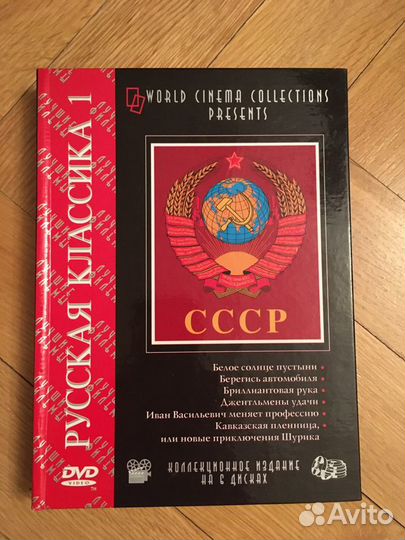 WORLD CINEMA COLLECTIONS
PRESENTS
РУССКАЯ КЛАССИКА 1
СССР
Белое солнце пустыни •
Берегись автомобиля •
Бриллиантовая рука •
Джентльмены удачи •
Иван Васильевич меняет профессию •
Кавказская пленница, •
или новые приключения Шурика
КОЛЛЕКЦИОННОЕ ИЗДАНИЕ
НА 6 ДИСКАХ
DVD
VIDEO
TM
Avito